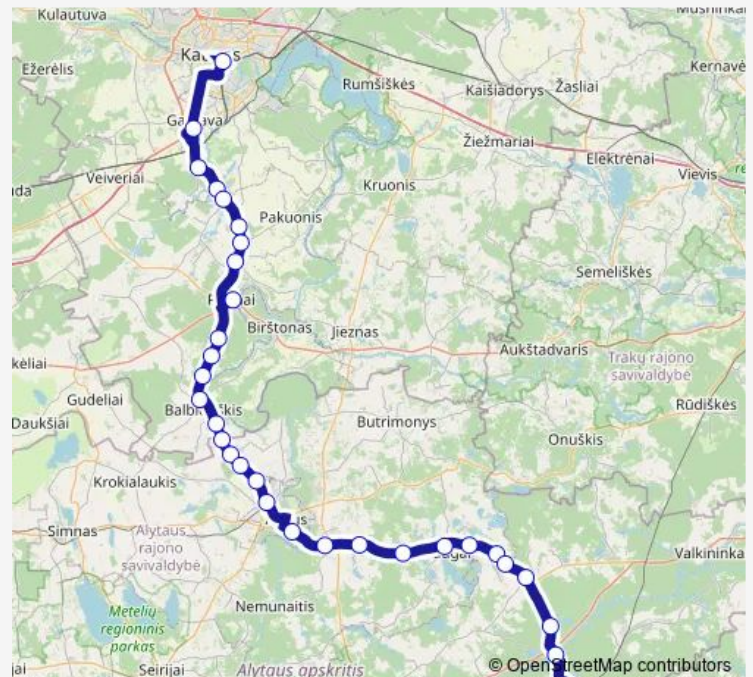 Kulautuva
Mūšninkai
Ežerėlis
Rumšiškės
Kaišiadorys
Žasliai
Kernavė
Žiežmariai
Elektrėnai
Vievis
Veiveriai
Kruonis
Pakuonis
Semeliškės
Birštonas
Jieznas
Aukštadvaris
Trakų rajono
savivaldybė
Gudeliai
Rūdiškės
Daukšiai
Butrimonys
Onuškis
Krokialaukis
Simnas
Alytaus
rajono
savivaldybė
Valkininka
Metelių
regioninis
parkas
Nemunaitis
Seirijai
Alytaus apskritis
© OpenStreetMap contributors